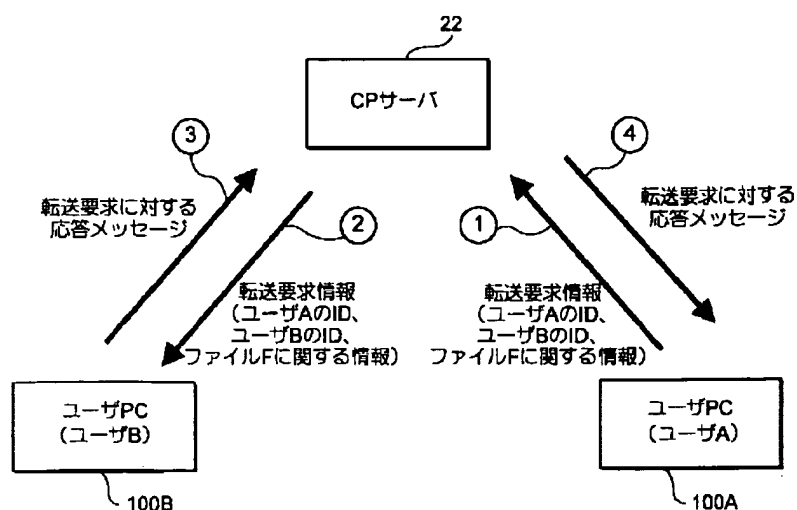 22
CPサーバ
③
④
転送要求に対する
応答メッセージ
転送要求に対する
応答メッセージ
②
①
転送要求情報
(ユーザAのID、
ユーザBのID、
ファイルFに関する情報)
転送要求情報
(ユーザAのID、
ユーザBのID、
ファイルFに関する情報)
ユーザPC
(ユーザB)
ユーザPC
(ユーザA)
100B
100A